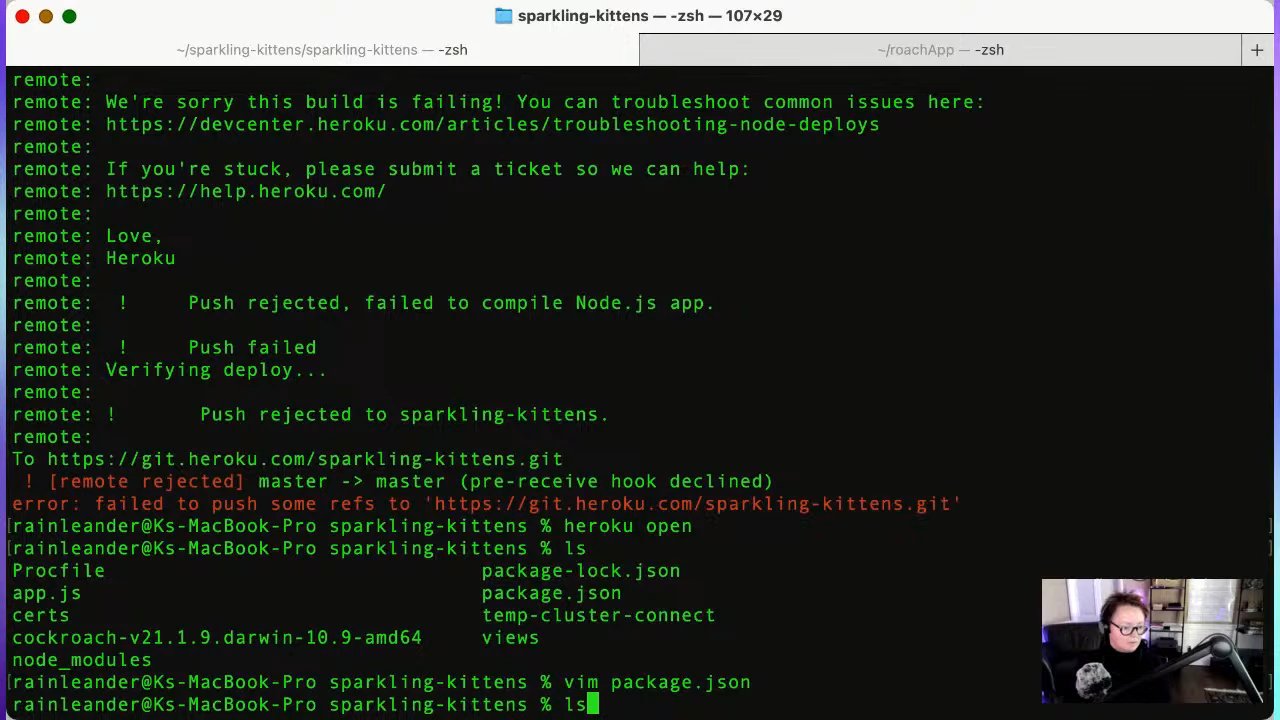 sparkling-kittens — -zsh — 107×29
~/sparkling-kittens/sparkling-kittens — -zsh
~/roachApp — -zsh
+
remote:
remote: We're sorry this build is failing! You can troubleshoot common issues here:
remote: https://devcenter.heroku.com/articles/troubleshooting-node-deploys
remote:
remote: If you're stuck, please submit a ticket so we can help:
remote: https://help.heroku.com/
remote:
remote: Love,
remote: Heroku
remote:
remote:  !     Push rejected, failed to compile Node.js app.
remote:
remote:  !     Push failed
remote: Verifying deploy...
remote:
remote: !       Push rejected to sparkling-kittens.
remote:
To https://git.heroku.com/sparkling-kittens.git
 ! [remote rejected] master -> master (pre-receive hook declined)
error: failed to push some refs to 'https://git.heroku.com/sparkling-kittens.git'
[rainleander@Ks-MacBook-Pro sparkling-kittens % heroku open ]
[rainleander@Ks-MacBook-Pro sparkling-kittens % ls ]
Procfile package-lock.json
app.js package.json
certs temp-cluster-connect
cockroach-v21.1.9.darwin-10.9-amd64 views
node_modules
[rainleander@Ks-MacBook-Pro sparkling-kittens % vim package.json
rainleander@Ks-MacBook-Pro sparkling-kittens % ls